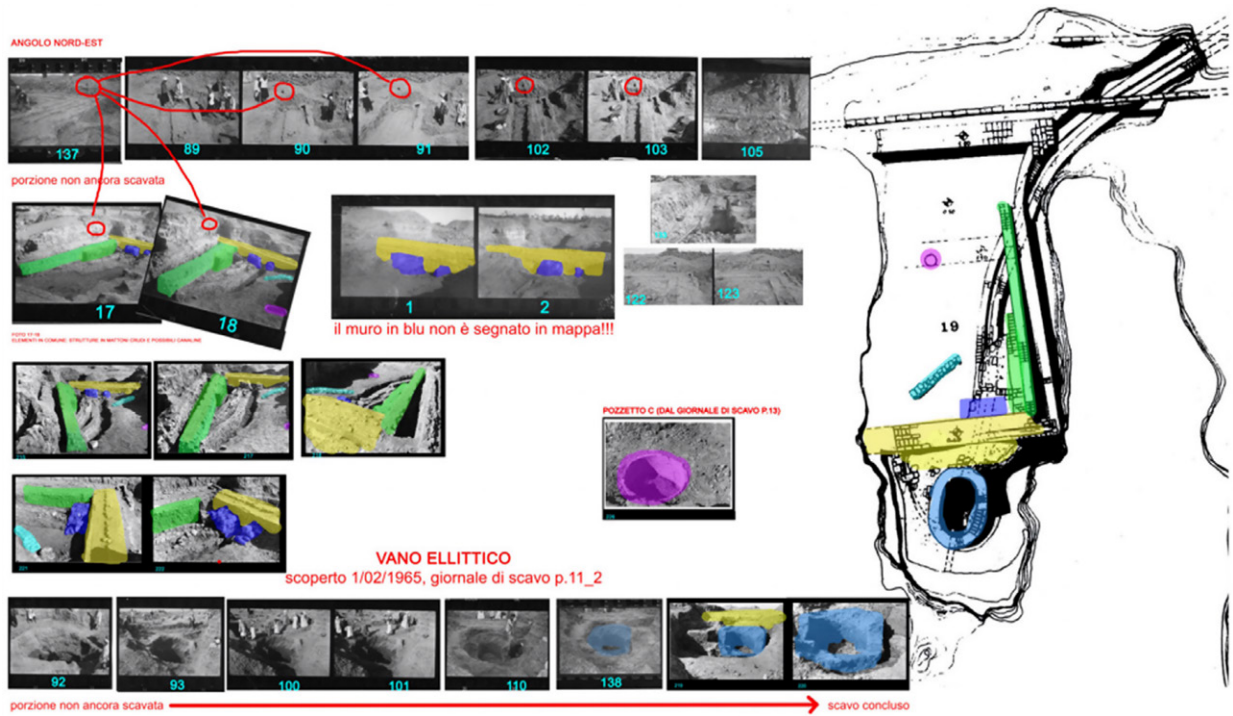 ANGOLO NORD-EST
137
89
90
91
102
103
105
porzione non ancora scavata
17
18
1
2
122
123
il muro in blu non è segnato in mappa!!!
FOTO 17-18
ELEMENTI IN COMUNE: STRUTTURE IN MATTONI CRUDI E POSSIBILI CANALINE
19
217
POZZETTO C (DAL GIORNALE DI SCAVO P.13)
221
222
VANO ELLITTICO
scoperto 1/02/1965, giornale di scavo p.11_2
92
93
100
101
110
138
porzione non ancora scavata
scavo concluso